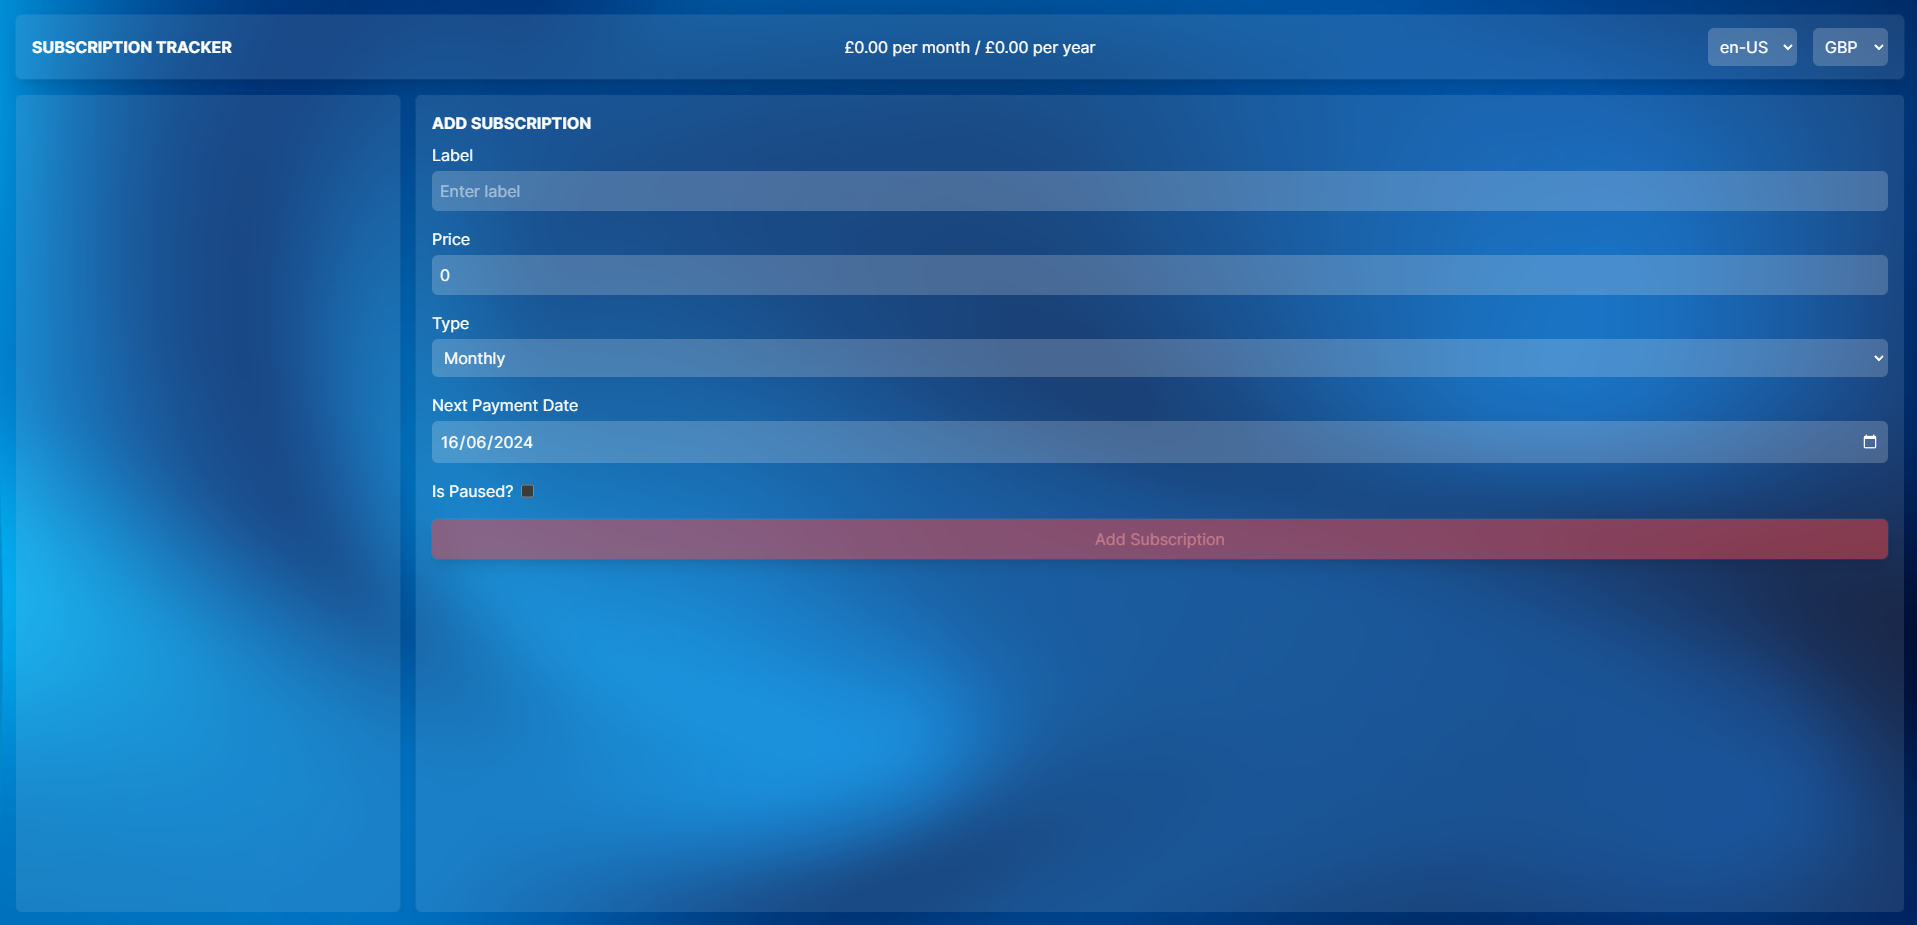 SUBSCRIPTION TRACKER
£0.00 per month / £0.00 per year
en-US
GBP
ADD SUBSCRIPTION
Label
Enter label
Price
0
Type
Monthly
Next Payment Date
16/06/2024
Is Paused?
Add Subscription